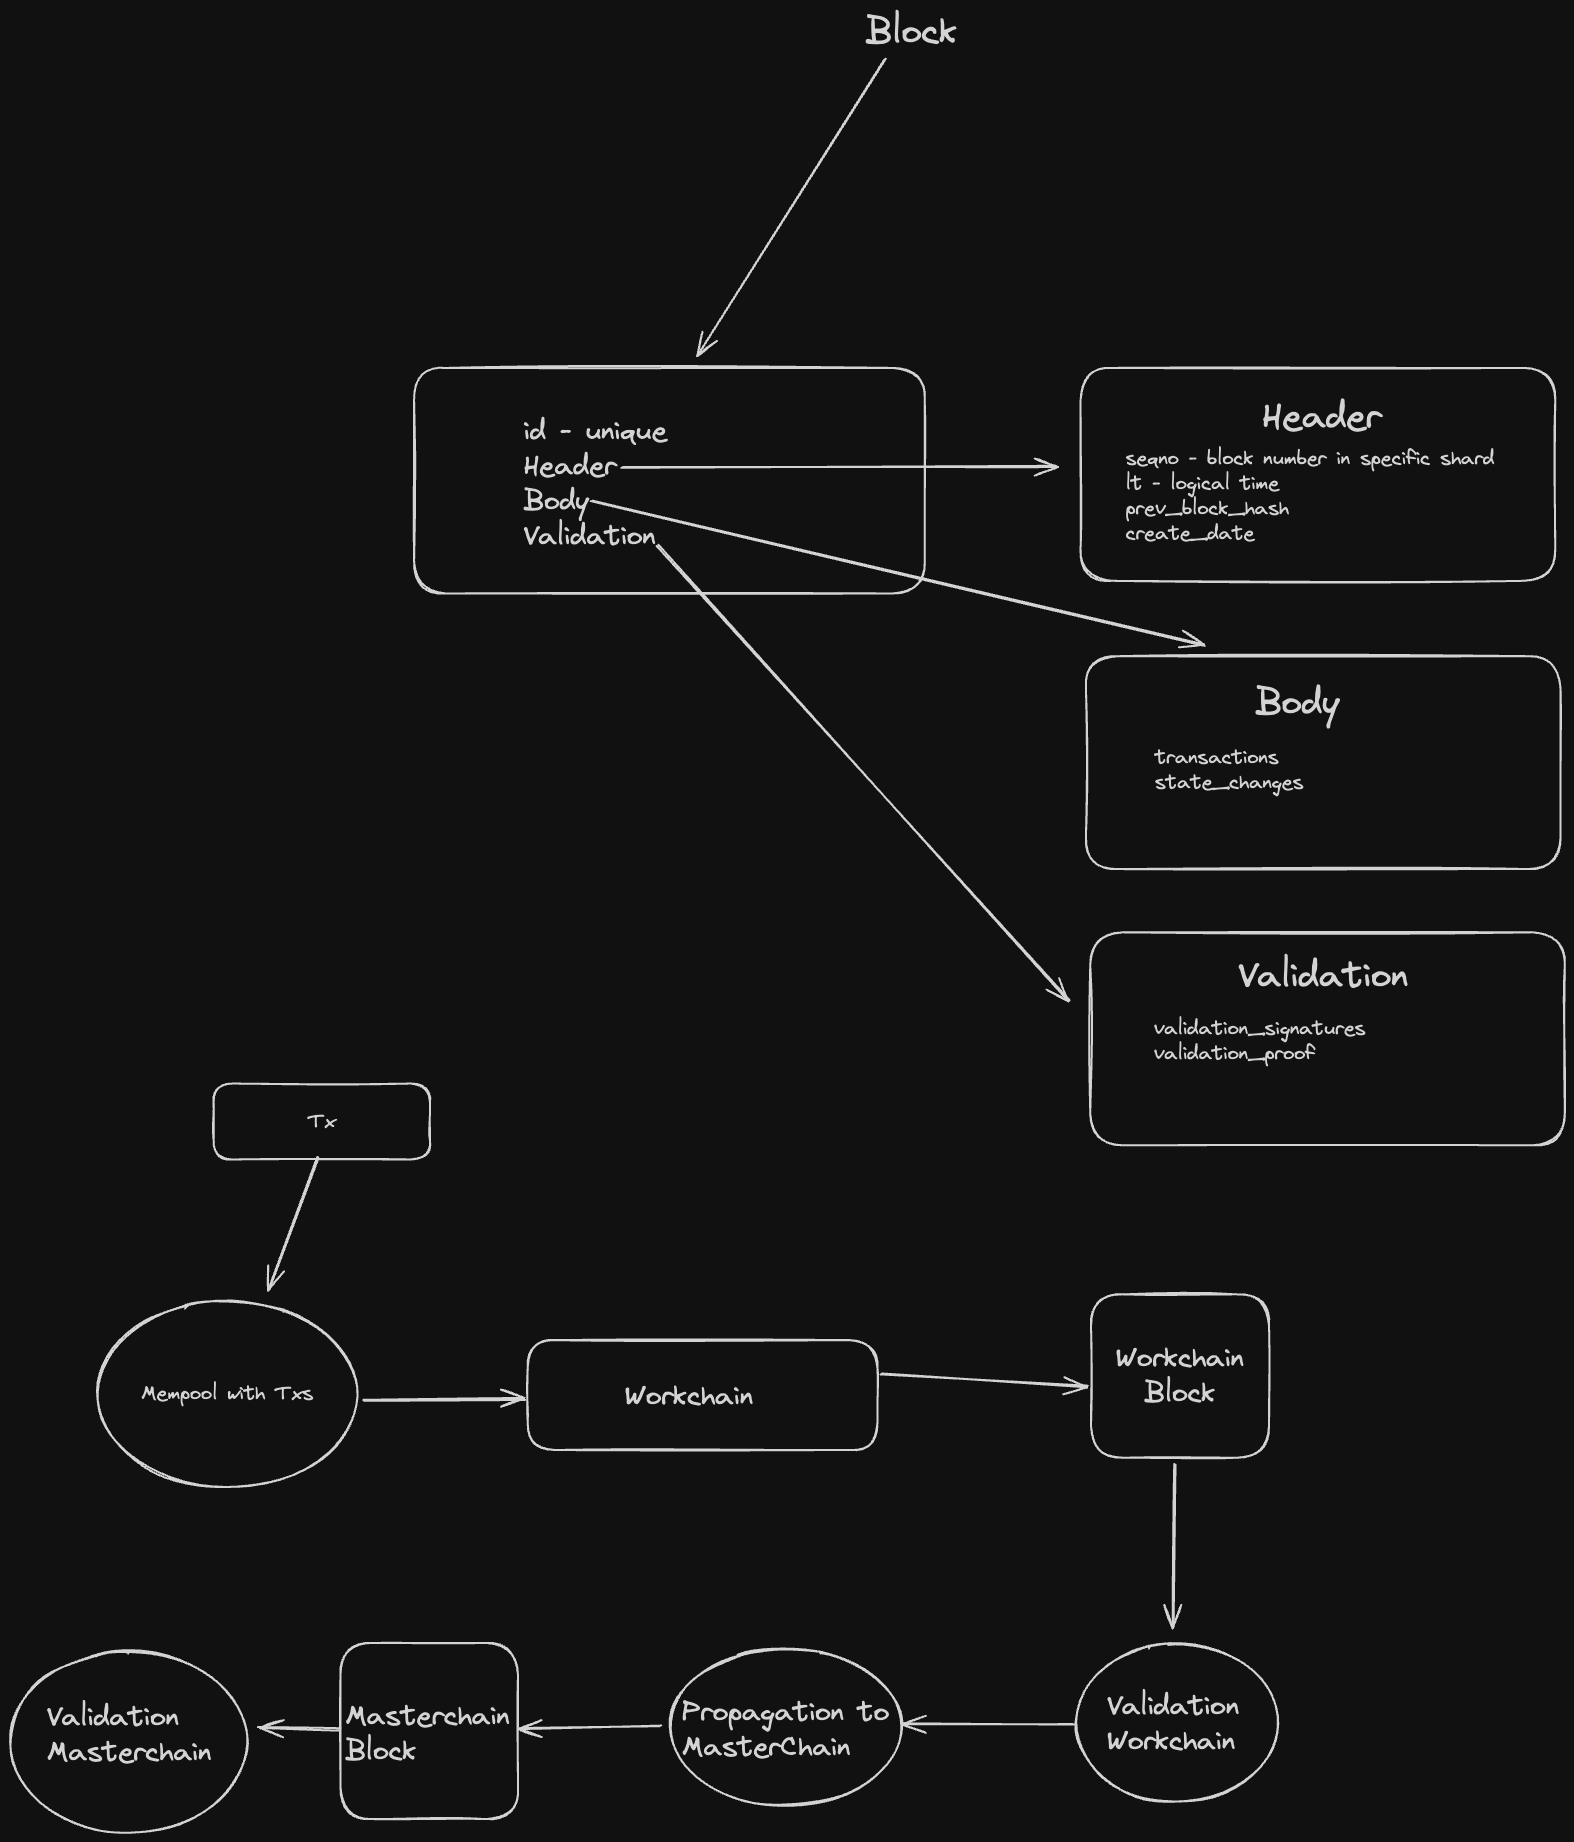 Block
id - unique
Header
Body
Validation
Header
seqno - block number in specific shard
lt - logical time
prev_block_hash
create_date
Body
transactions
state_changes
Validation
validation_signatures
validation_proof
Tx
Mempool with Txs
Workchain
Workchain
Block
Validation
Workchain
Propagation to
MasterChain
Masterchain
Block
Validation
Masterchain